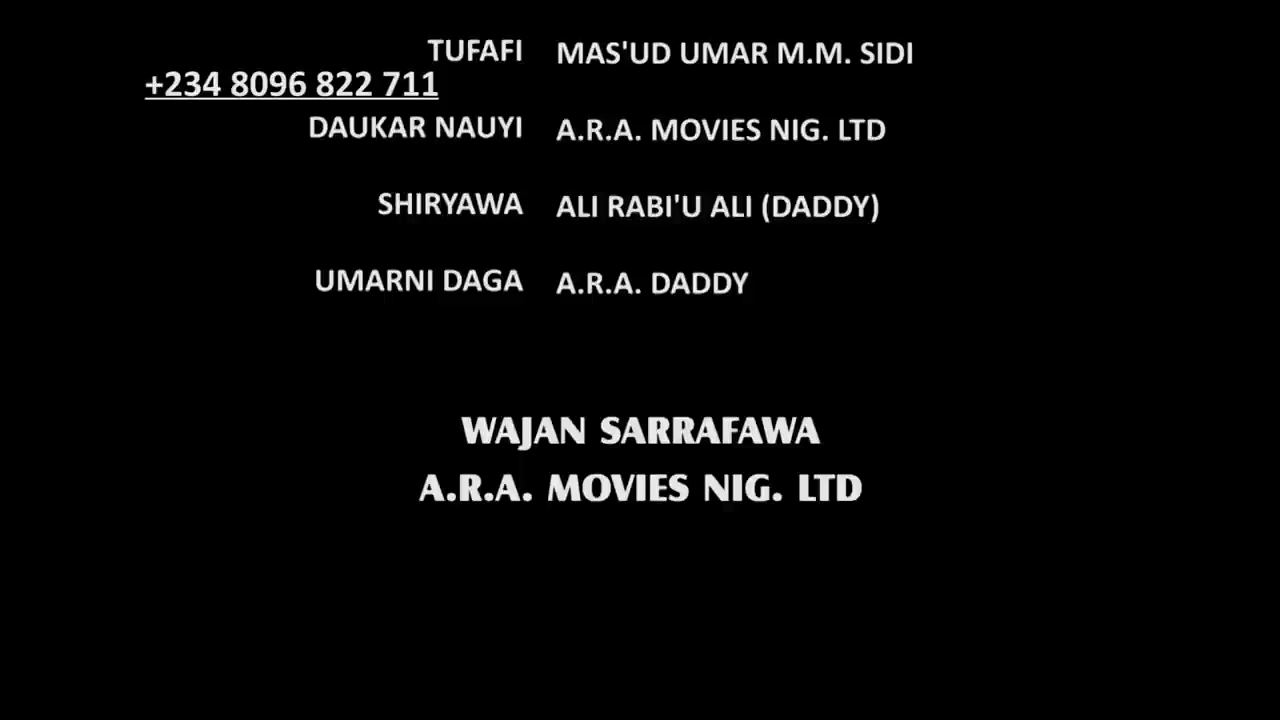 TUFAFI MAS'UD UMAR M.M. SIDI
+234 8096 822 711
DAUKAR NAUYI A.R.A. MOVIES NIG. LTD
SHIRYAWA ALI RABI'U ALI (DADDY)
UMARNI DAGA A.R.A. DADDY
WAJAN SARRAFAWA
A.R.A. MOVIES NIG. LTD